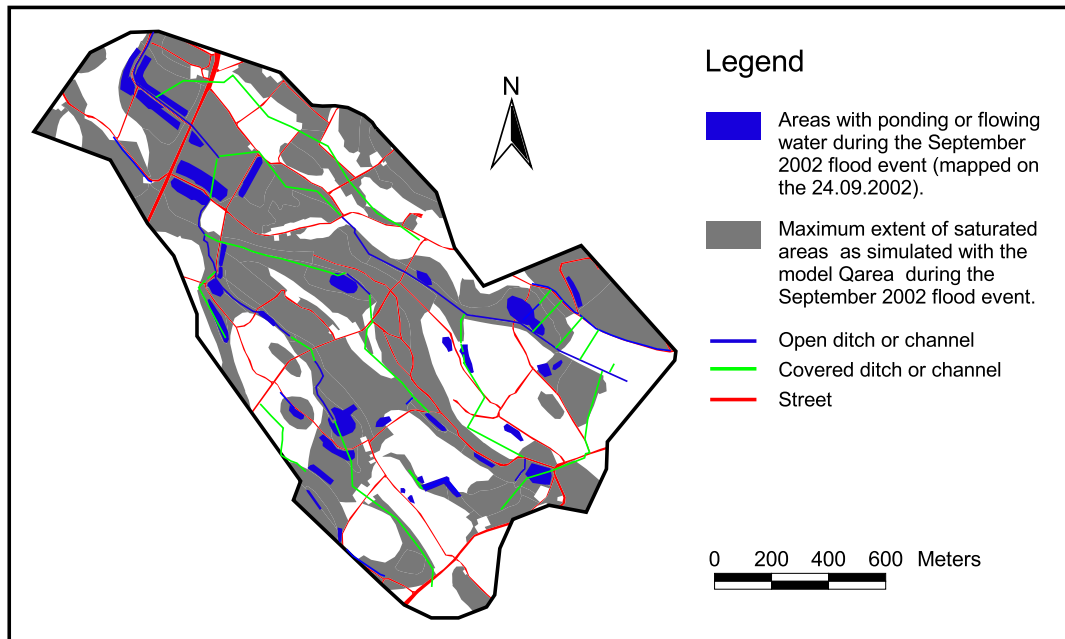 Legend
N
Areas with ponding or flowing
water during the September
2002 flood event (mapped on
the 24.09.2002).
Maximum extent of saturated
areas as simulated with the
model Qarea during the
September 2002 flood event.
Open ditch or channel
Covered ditch or channel
Street
0 200 400 600 Meters